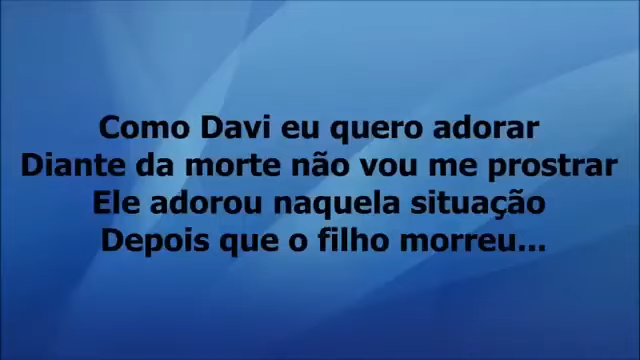 Como Davi eu quero adorar
Diante da morte não vou me prostrar
Ele adorou naquela situação
Depois que o filho morreu...